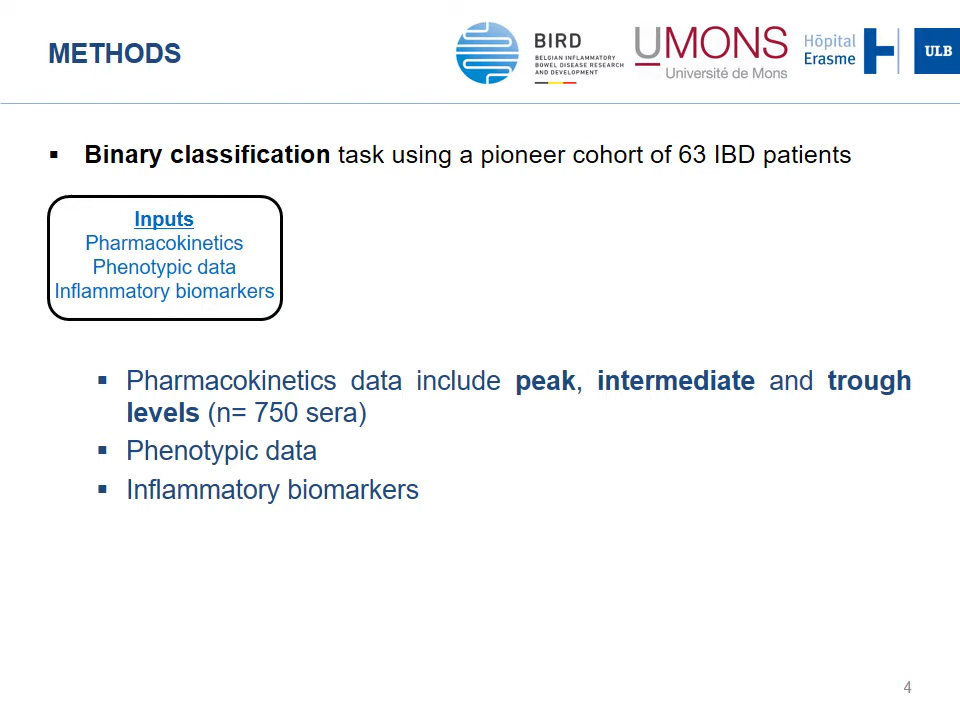 METHODS
BIRD
BELGIAN INFLAMMATORY
BOWEL DISEASE RESEARCH
AND DEVELOPMENT
UMONS
Université de Mons
Hôpital
Erasme
ULB
▪ Binary classification task using a pioneer cohort of 63 IBD patients
Inputs
Pharmacokinetics
Phenotypic data
Inflammatory biomarkers
▪ Pharmacokinetics data include peak, intermediate and trough
levels (n= 750 sera)
▪ Phenotypic data
▪ Inflammatory biomarkers
4